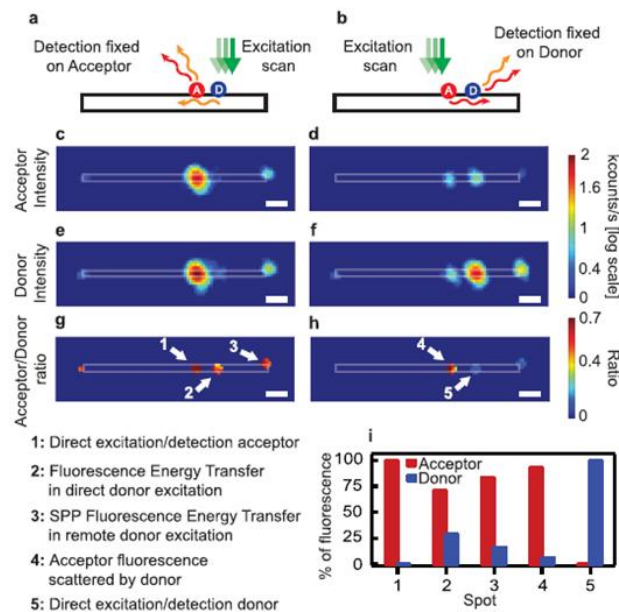 a
b
Detection fixed
on Acceptor
Excitation
scan
Excitation
scan
Detection fixed
on Donor
A
D
A
D
c
d
Acceptor
Intensity
e
f
Donor
Intensity
kcounts/s [log scale]
2
1
0.4
0
g
h
Acceptor/Donor
ratio
1
2
3
4
5
Ratio
0.7
0.4
0
1: Direct excitation/detection acceptor
2: Fluorescence Energy Transfer
in direct donor excitation
3: SPP Fluorescence Energy Transfer
in remote donor excitation
4: Acceptor fluorescence
scattered by donor
5: Direct excitation/detection donor
i
% of fluorescence
100
75
50
25
0
Acceptor
Donor
1 2 3 4 5
Spot